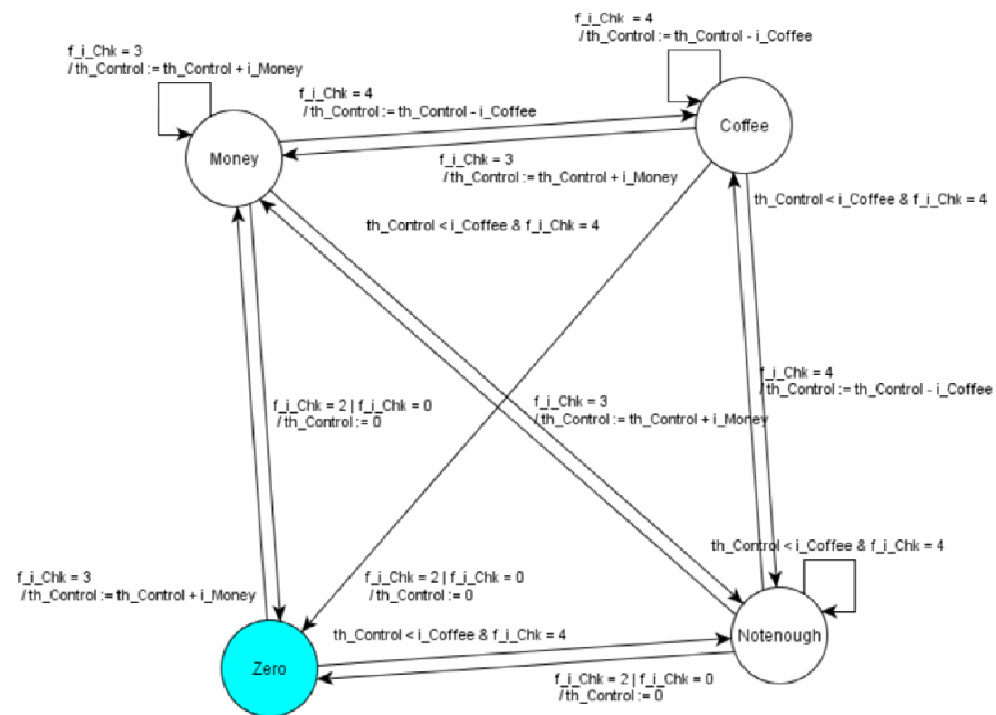 f_i_Chk = 4
/th_Control := th_Control - i_Coffee
f_i_Chk = 3
/th_Control := th_Control + i_Money
f_i_Chk = 4
/th_Control := th_Control - i_Coffee
Coffee
Money
f_i_Chk = 3
/th_Control := th_Control + i_Money
th_Control < i_Coffee & f_i_Chk = 4
th_Control < i_Coffee & f_i_Chk = 4
f_i_Chk = 4
/th_Control := th_Control - i_Coffee
f_i_Chk = 2 | f_i_Chk = 0
/th_Control := 0
f_i_Chk = 3
/th_Control := th_Control + i_Money
th_Control < i_Coffee & f_i_Chk = 4
f_i_Chk = 3
/th_Control := th_Control + i_Money
f_i_Chk = 2 | f_i_Chk = 0
/th_Control := 0
th_Control < i_Coffee & f_i_Chk = 4
Notenough
Zero
f_i_Chk = 2 | f_i_Chk = 0
/th_Control := 0